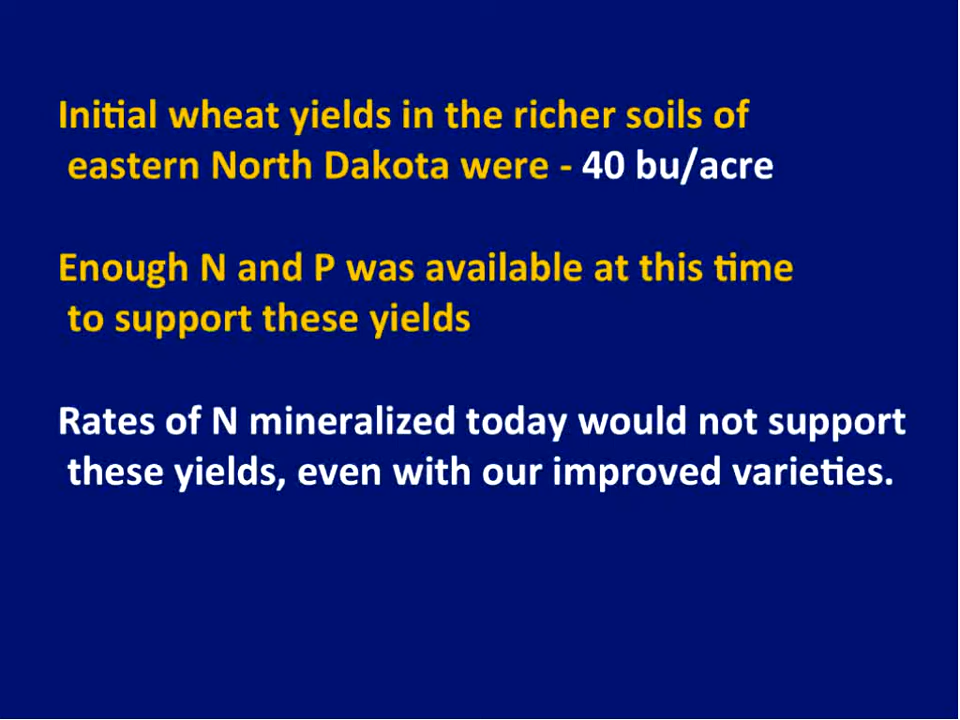 Initial wheat yields in the richer soils of
eastern North Dakota were - 40 bu/acre
Enough N and P was available at this time
to support these yields
Rates of N mineralized today would not support
these yields, even with our improved varieties.